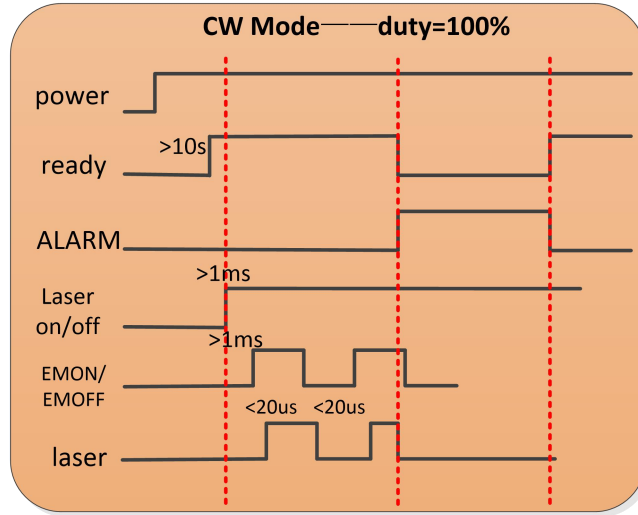 CW Mode——duty=100%
power
>10s
ready
ALARM
>1ms
Laser
on/off
>1ms
EMON/
EMOFF
<20us <20us
laser